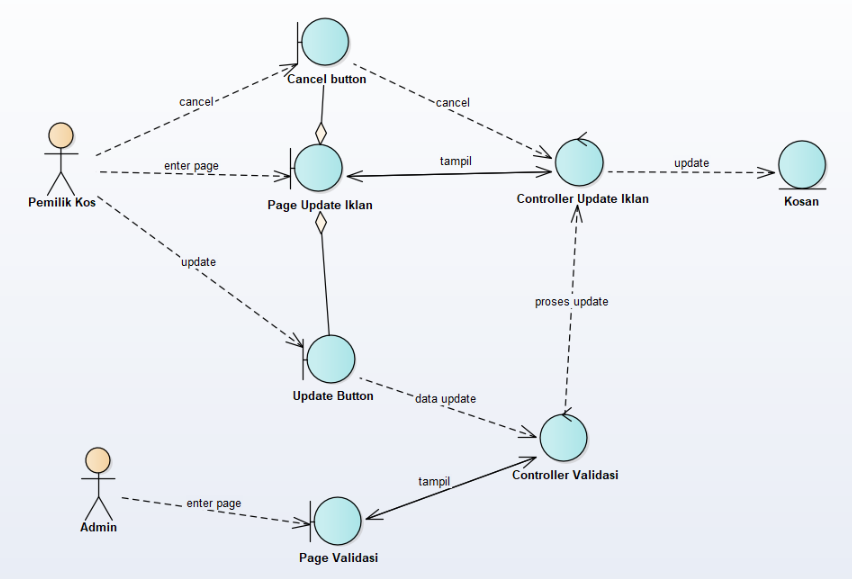 Cancel button
cancel
cancel
Pemilik Kos
enter page
Page Update Iklan
tampil
Controller Update Iklan
update
Kosan
update
proses update
Update Button
data update
Controller Validasi
tampil
Admin
enter page
Page Validasi